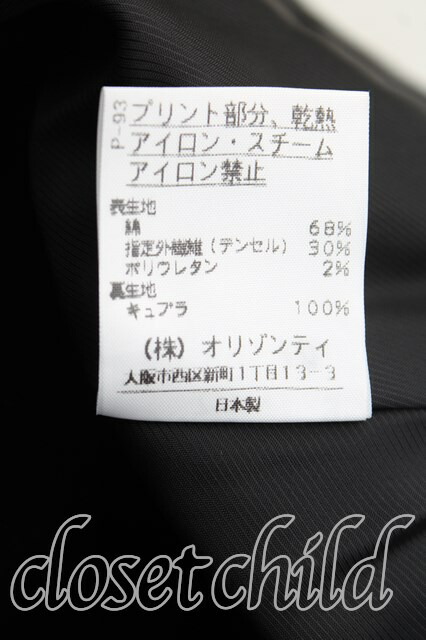 P-93
プリント部分、乾熱
アイロン・スチーム
アイロン禁止
表生地
綿 68%
指定外繊維（テンセル） 30%
ポリウレタン 2%
裏生地
キュプラ 100%
（株）オリゾンティ
大阪市西区新町1丁目13-3
日本製
closet child